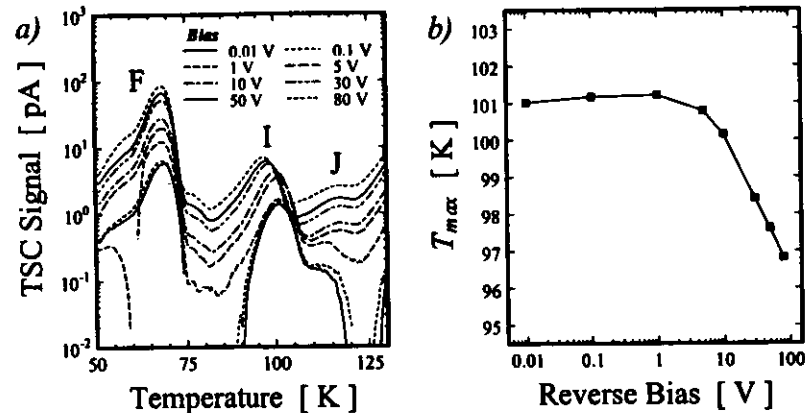 a)
TSC Signal [ pA ]
10³
10²
10¹
10⁰
10⁻¹
10⁻²
Bias
0.01 V 0.1 V
1 V 5 V
10 V 30 V
50 V 80 V
F
I
J
50 75 100 125
Temperature [ K ]
b)
T_max [ K ]
103
102
101
100
99
98
97
96
95
0.01 0.1 1 10 100
Reverse Bias [ V ]